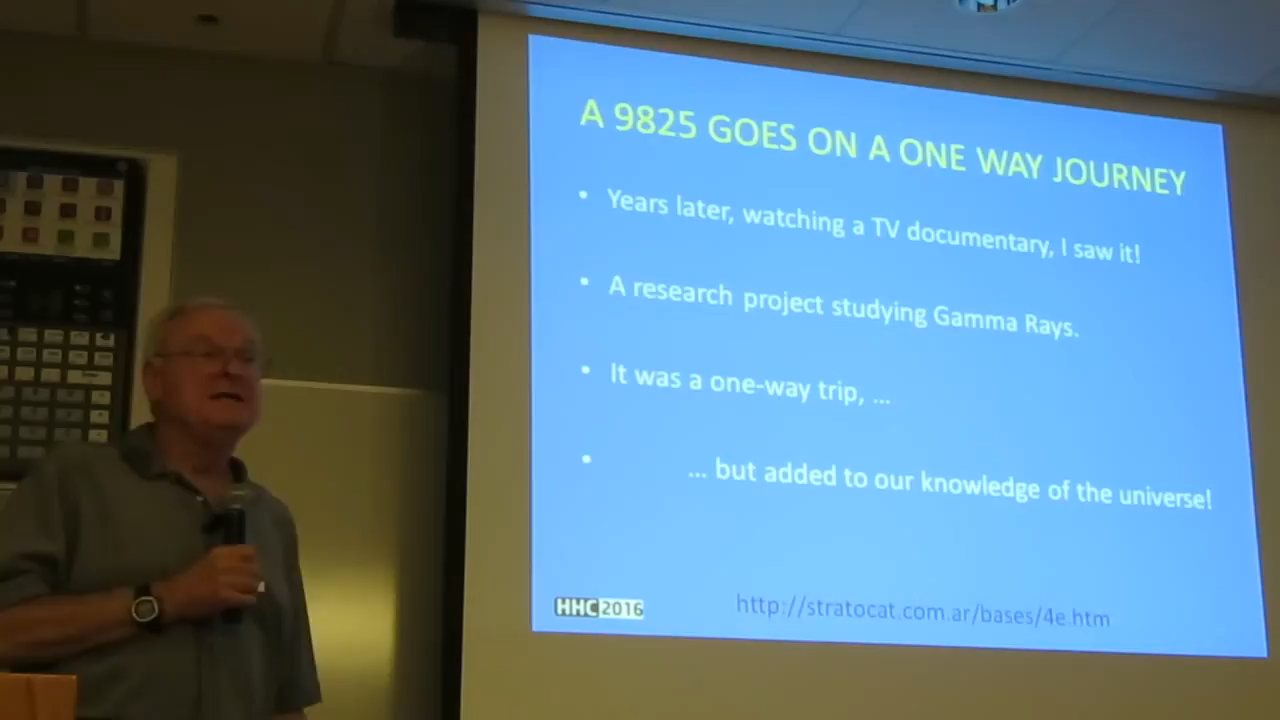 A 9825 GOES ON A ONE WAY JOURNEY
• Years later, watching a TV documentary, I saw it!
• A research project studying Gamma Rays.
• It was a one-way trip, ...
• ... but added to our knowledge of the universe!
HHC 2016
http://stratocat.com.ar/bases/4e.htm